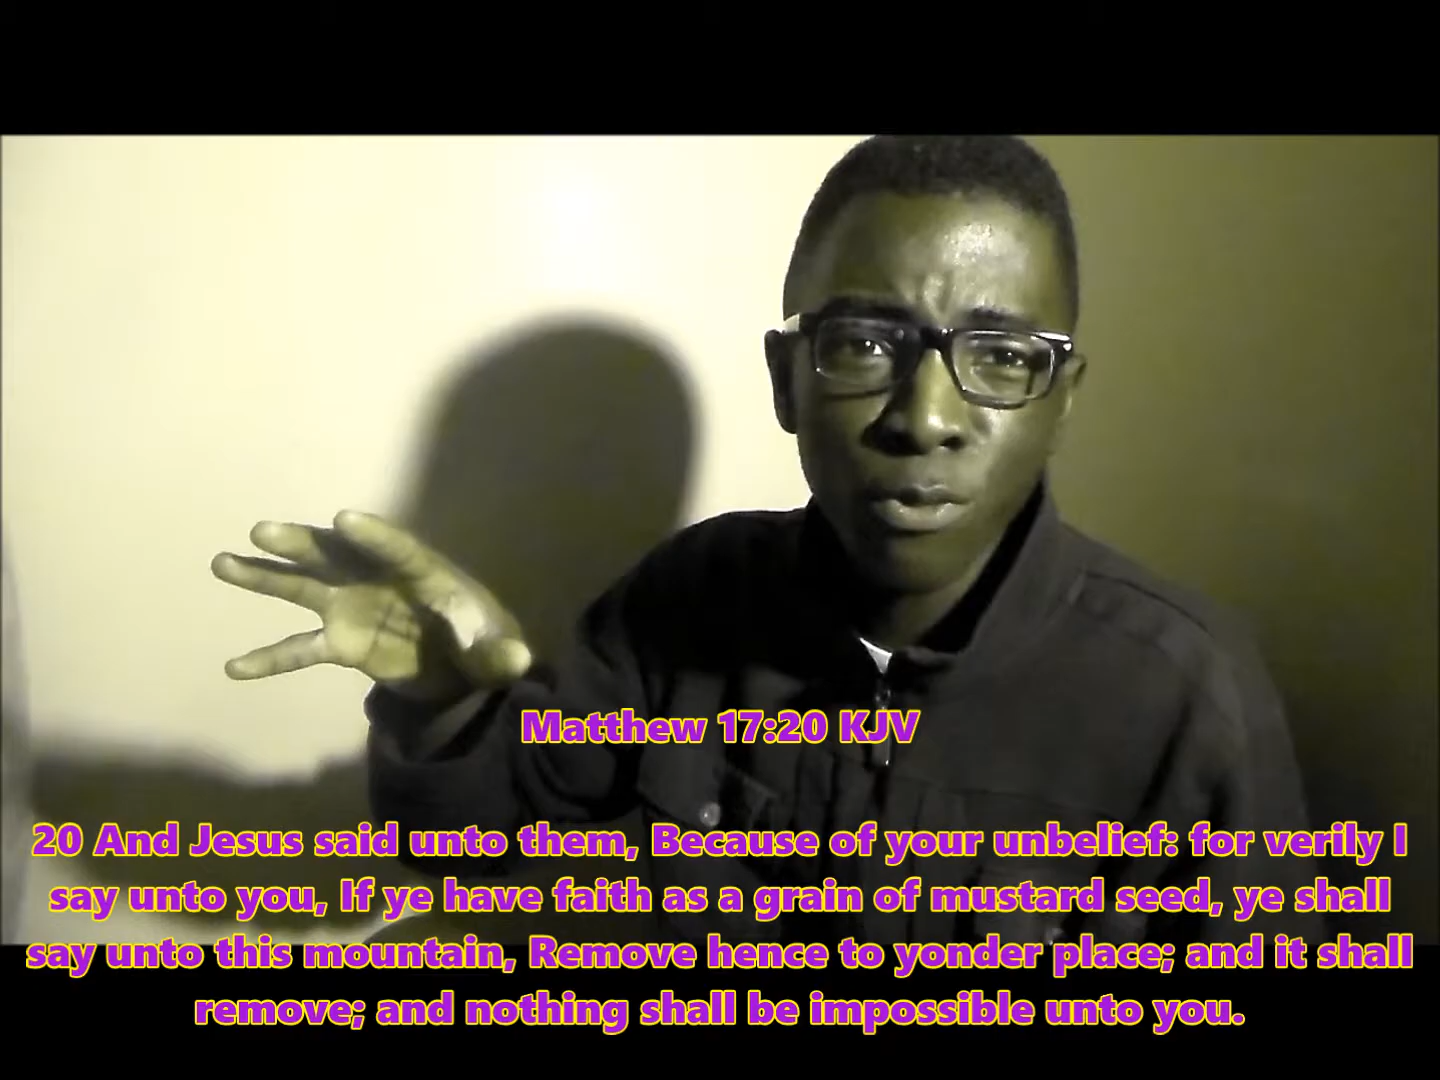 Matthew 17:20 KJV
20 And Jesus said unto them, Because of your unbelief: for verily I
say unto you, If ye have faith as a grain of mustard seed, ye shall
say unto this mountain, Remove hence to yonder place; and it shall
remove; and nothing shall be impossible unto you.